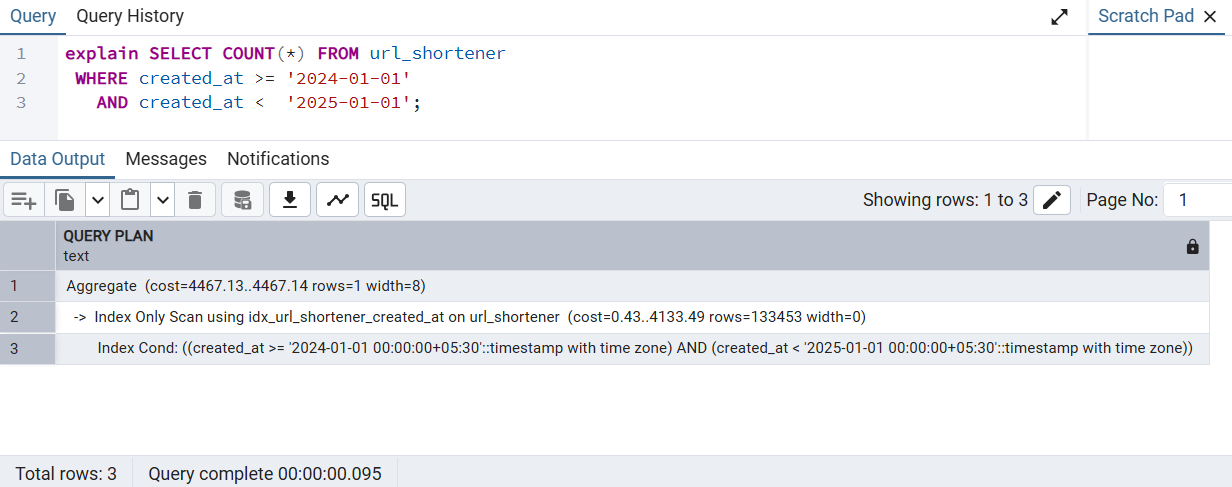 Query Query History Scratch Pad
1 explain SELECT COUNT(*) FROM url_shortener
2 WHERE created_at >= '2024-01-01'
3 AND created_at < '2025-01-01';
Data Output Messages Notifications
SQL Showing rows: 1 to 3 Page No: 1
QUERY PLAN
text
1 Aggregate (cost=4467.13..4467.14 rows=1 width=8)
2 -> Index Only Scan using idx_url_shortener_created_at on url_shortener (cost=0.43..4133.49 rows=133453 width=0)
3 Index Cond: ((created_at >= '2024-01-01 00:00:00+05:30'::timestamp with time zone) AND (created_at < '2025-01-01 00:00:00+05:30'::timestamp with time zone))
Total rows: 3 Query complete 00:00:00.095